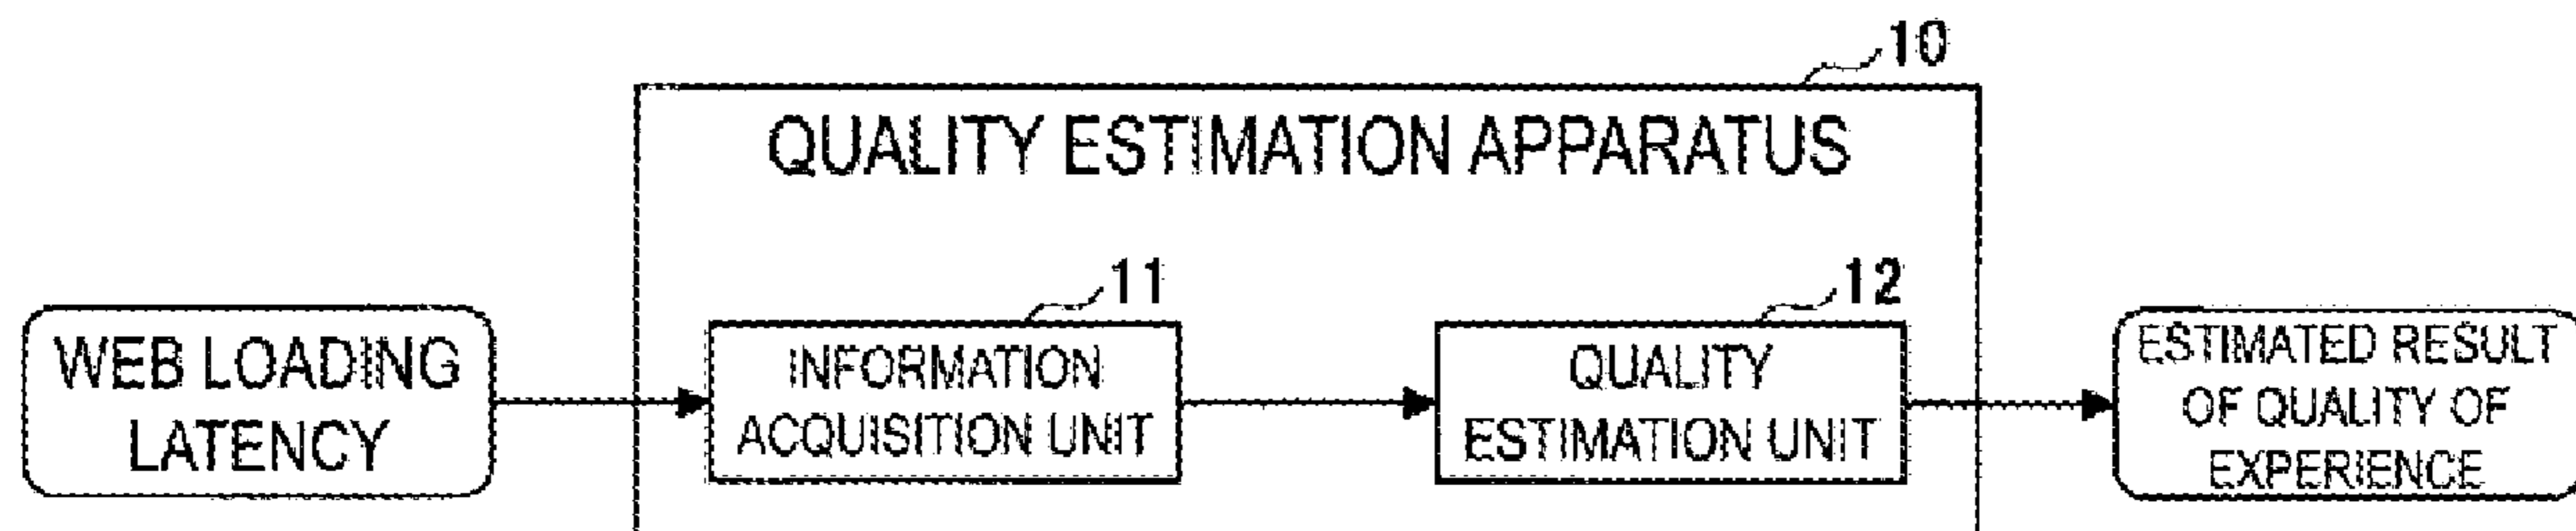 10
QUALITY ESTIMATION APPARATUS
11
12
WEB LOADING
LATENCY
INFORMATION
ACQUISITION UNIT
QUALITY
ESTIMATION UNIT
ESTIMATED RESULT
OF QUALITY OF
EXPERIENCE